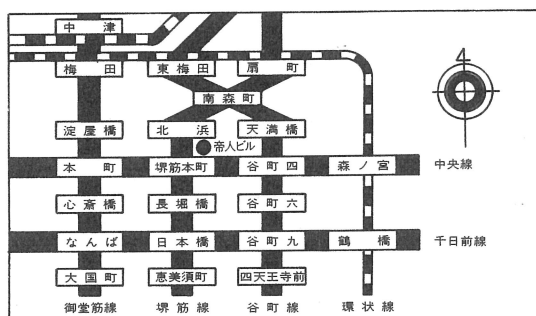 中津
梅田 東梅田 扇町
南森町
淀屋橋 北浜 天満橋
帝人ビル
本町 堺筋本町 谷町四 森ノ宮 中央線
心斎橋 長堀橋 谷町六
なんば 日本橋 谷町九 鶴橋 千日前線
大国町 恵美須町 四天王寺前
御堂筋線 堺筋線 谷町線 環状線